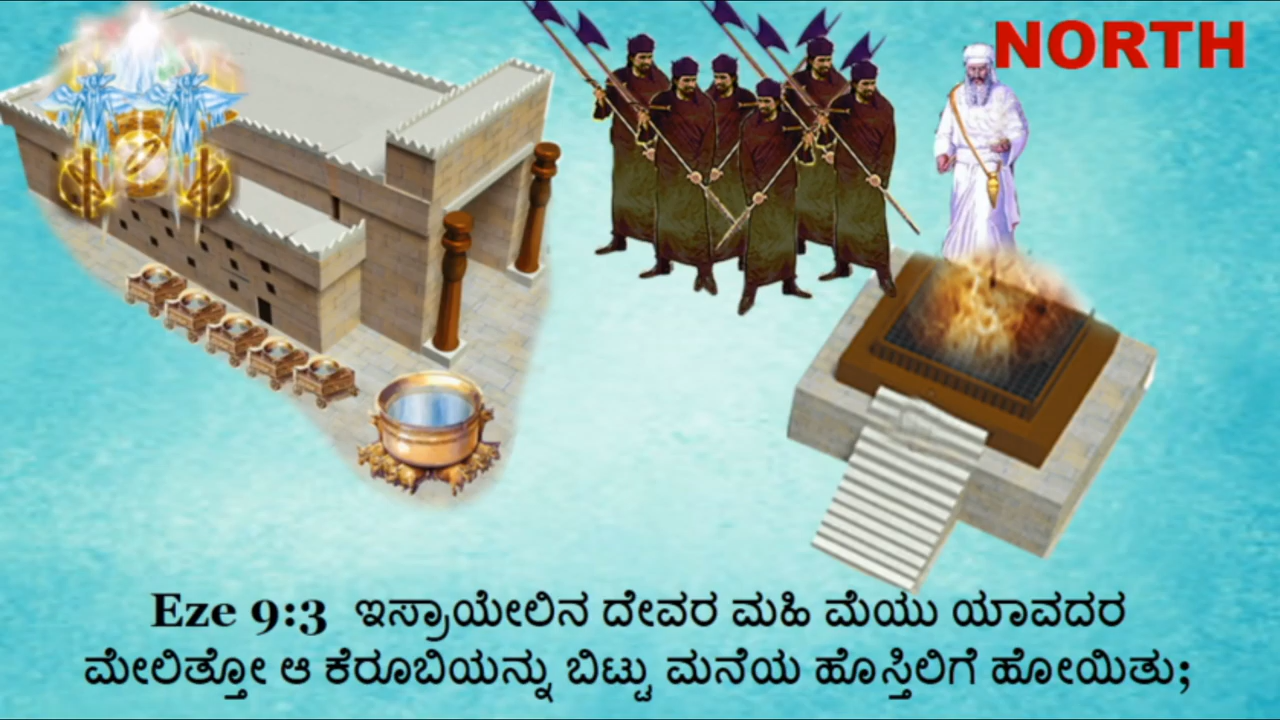 NORTH
Eze 9:3 ಇಸ್ರಾಯೇಲಿನ ದೇವರ ಮಹಿ ಮೆಯು ಯಾವದರ
ಮೇಲಿತ್ತೋ ಆ ಕೆರೂಬಿಯನ್ನು ಬಿಟ್ಟು ಮನೆಯ ಹೊಸ್ತಿಲಿಗೆ ಹೋಯಿತು;